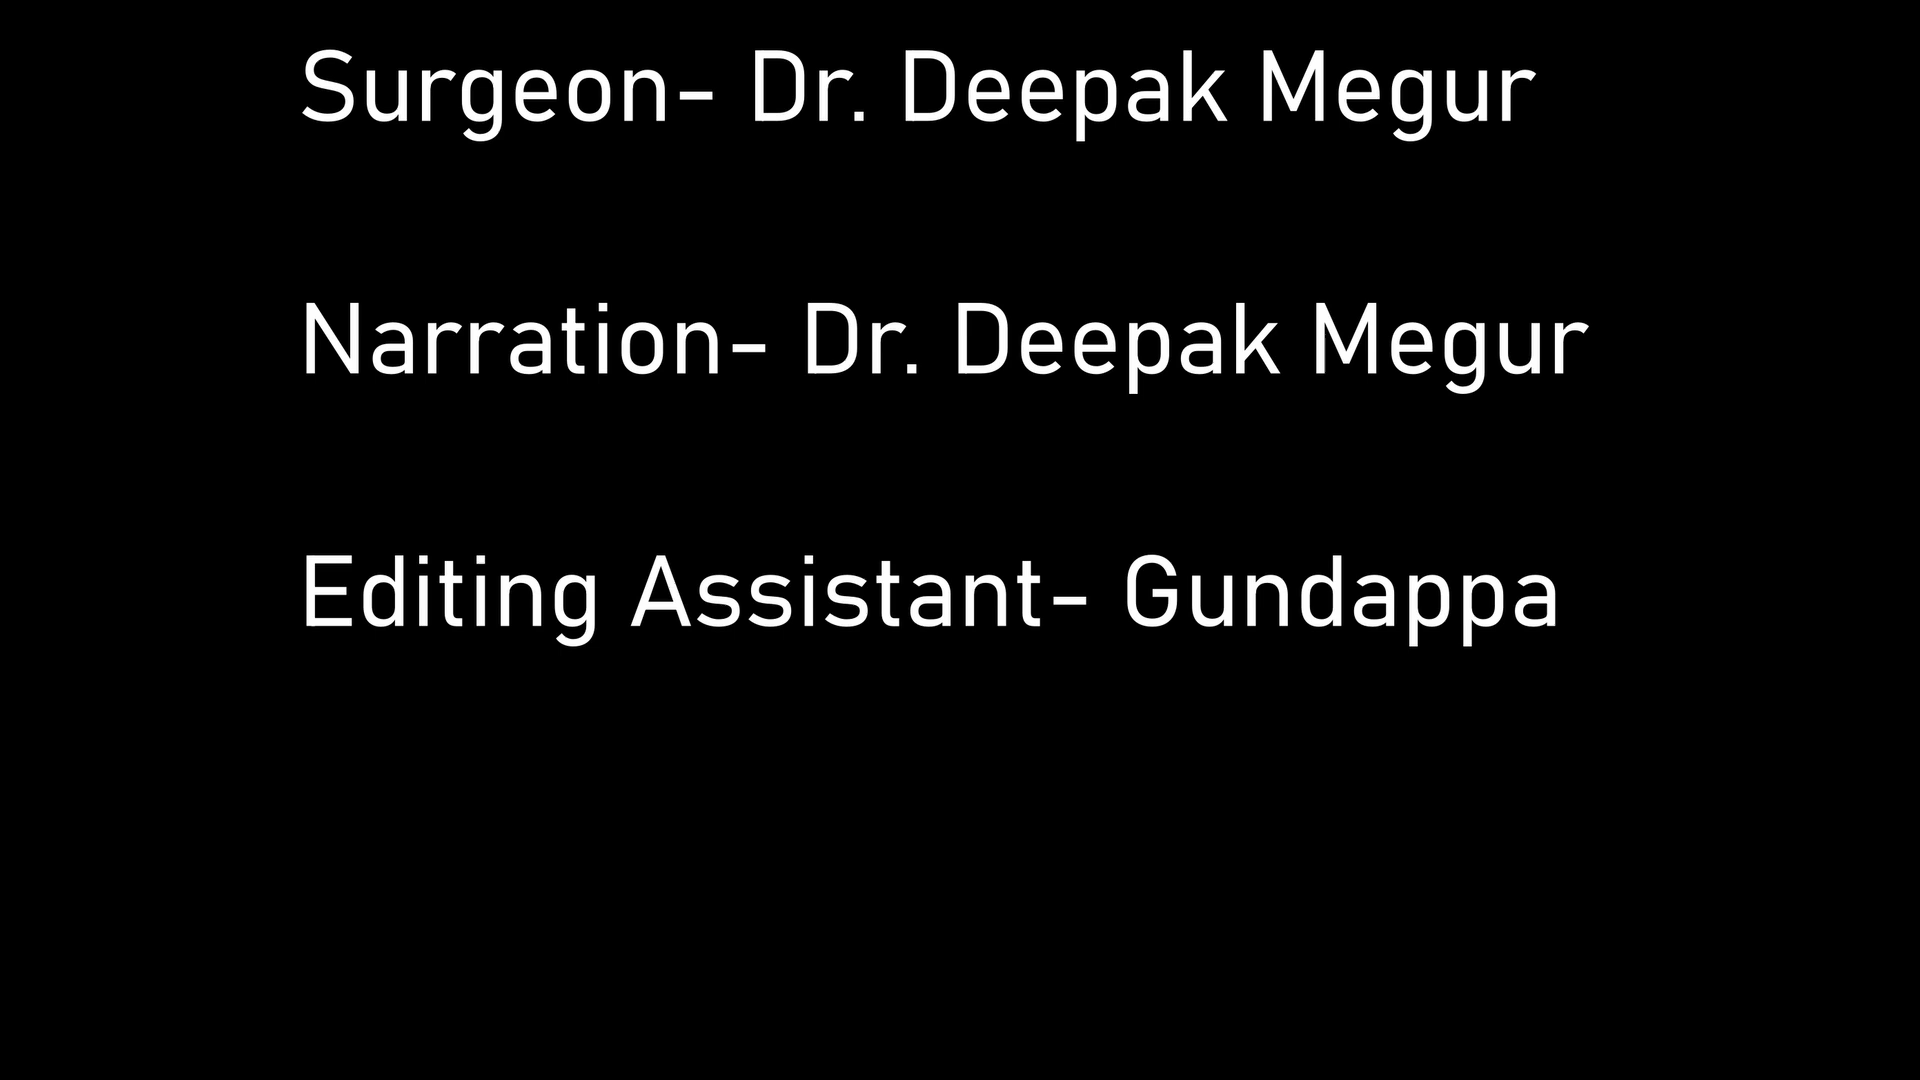 Surgeon- Dr. Deepak Megur
Narration- Dr. Deepak Megur
Editing Assistant- Gundappa